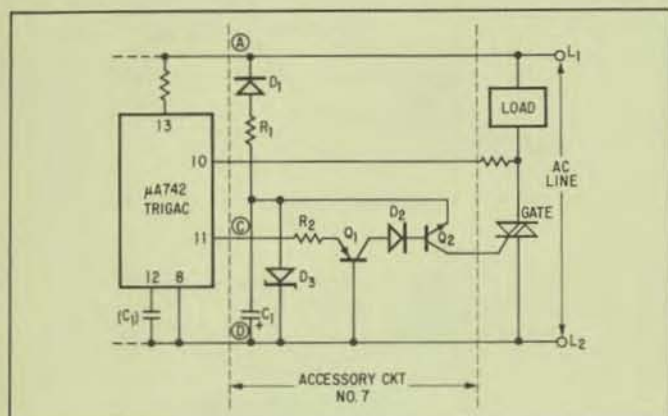 A
L1
D1
13
R1
LOAD
μA742
TRIGAC
10
AC
LINE
GATE
C
R2
Q1
D2
Q2
11
12
8
D3
(C1)
C1
+
D
L2
ACCESSORY CKT
NO. 7